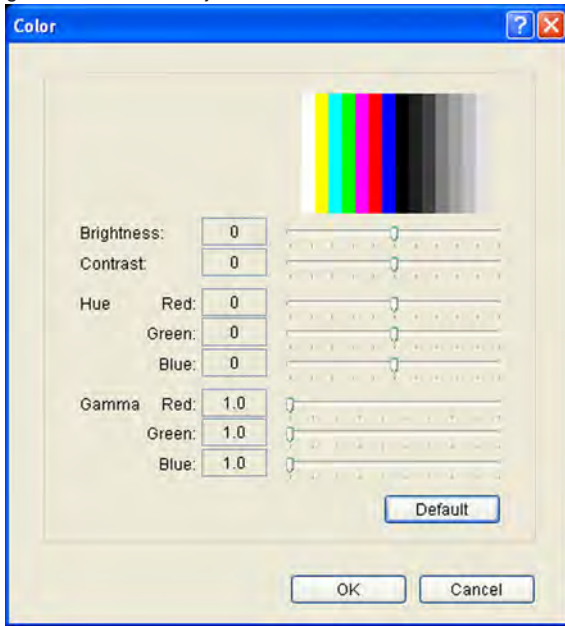 Color
Brightness: 0
Contrast: 0
Hue Red: 0
Green: 0
Blue: 0
Gamma Red: 1.0
Green: 1.0
Blue: 1.0
Default
OK Cancel